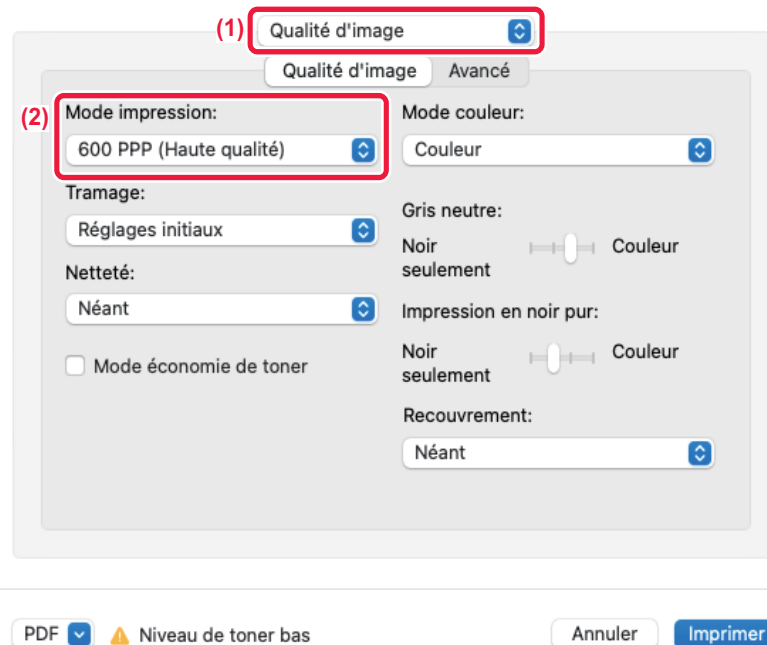 (1) Qualité d'image
Qualité d'image Avancé
(2) Mode impression:
600 PPP (Haute qualité)
Tramage:
Réglages initiaux
Netteté:
Néant
Mode économie de toner
Mode couleur:
Couleur
Gris neutre:
Noir
seulement
Couleur
Impression en noir pur:
Noir
seulement
Couleur
Recouvrement:
Néant
PDF Niveau de toner bas Annuler Imprimer